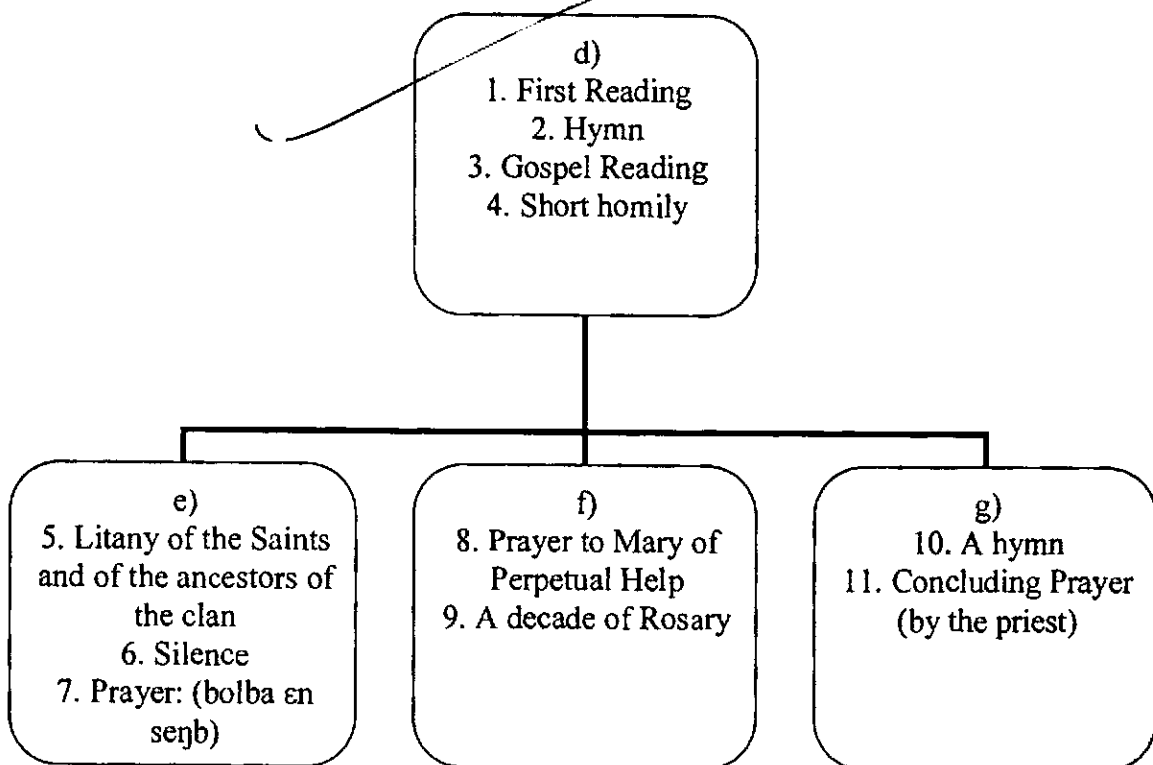 d)
1. First Reading
2. Hymn
3. Gospel Reading
4. Short homily
e)
5. Litany of the Saints
and of the ancestors of
the clan
6. Silence
7. Prayer: (bolba ɛn
seŋb)
f)
8. Prayer to Mary of
Perpetual Help
9. A decade of Rosary
g)
10. A hymn
11. Concluding Prayer
(by the priest)